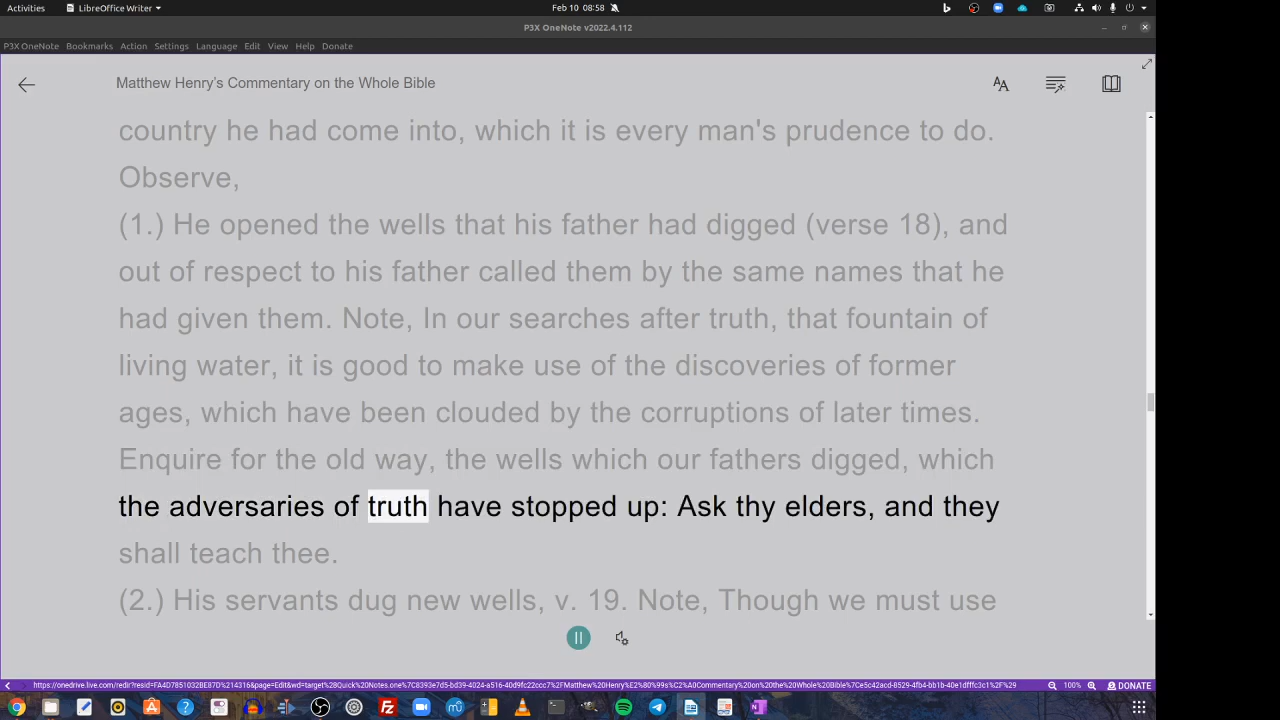 Activities
LibreOffice Writer
Feb 10 08:58
P3X OneNote v2022.4.112
P3X OneNote Bookmarks Action Settings Language Edit View Help Donate
Matthew Henry's Commentary on the Whole Bible
country he had come into, which it is every man's prudence to do.
Observe,
(1.) He opened the wells that his father had digged (verse 18), and
out of respect to his father called them by the same names that he
had given them. Note, In our searches after truth, that fountain of
living water, it is good to make use of the discoveries of former
ages, which have been clouded by the corruptions of later times.
Enquire for the old way, the wells which our fathers digged, which
the adversaries of truth have stopped up: Ask thy elders, and they
shall teach thee.
(2.) His servants dug new wells, v. 19. Note, Though we must use
100%
DONATE